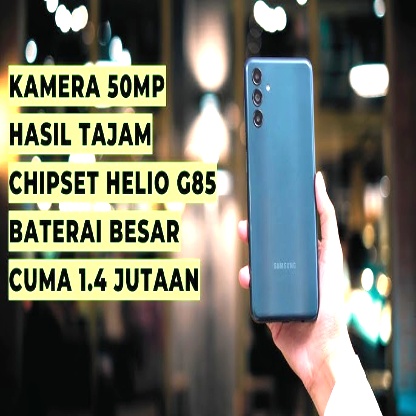 KAMERA 50MP
HASIL TAJAM
CHIPSET HELIO G85
BATERAI BESAR
CUMA 1.4 JUTAAN
SAMSUNG